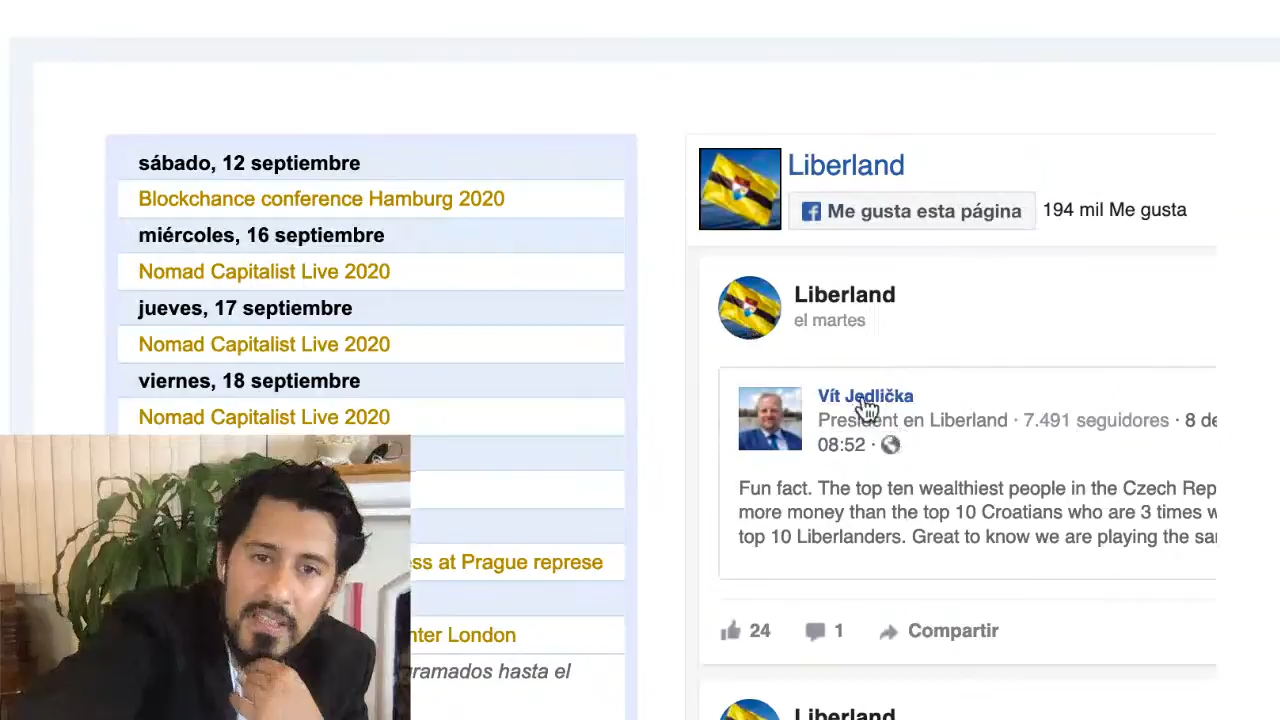 sábado, 12 septiembre
Blockchance conference Hamburg 2020
miércoles, 16 septiembre
Nomad Capitalist Live 2020
jueves, 17 septiembre
Nomad Capitalist Live 2020
viernes, 18 septiembre
Nomad Capitalist Live 2020
at Prague represe
London
hasta el
Liberland
Me gusta esta página 194 mil Me gusta
Liberland
el martes
Vít Jedlička
President en Liberland · 7.491 seguidores · 8 de
08:52 ·
Fun fact. The top ten wealthiest people in the Czech Rep
more money than the top 10 Croatians who are 3 times w
top 10 Liberlanders. Great to know we are playing the sa
24 1 Compartir
Liberland